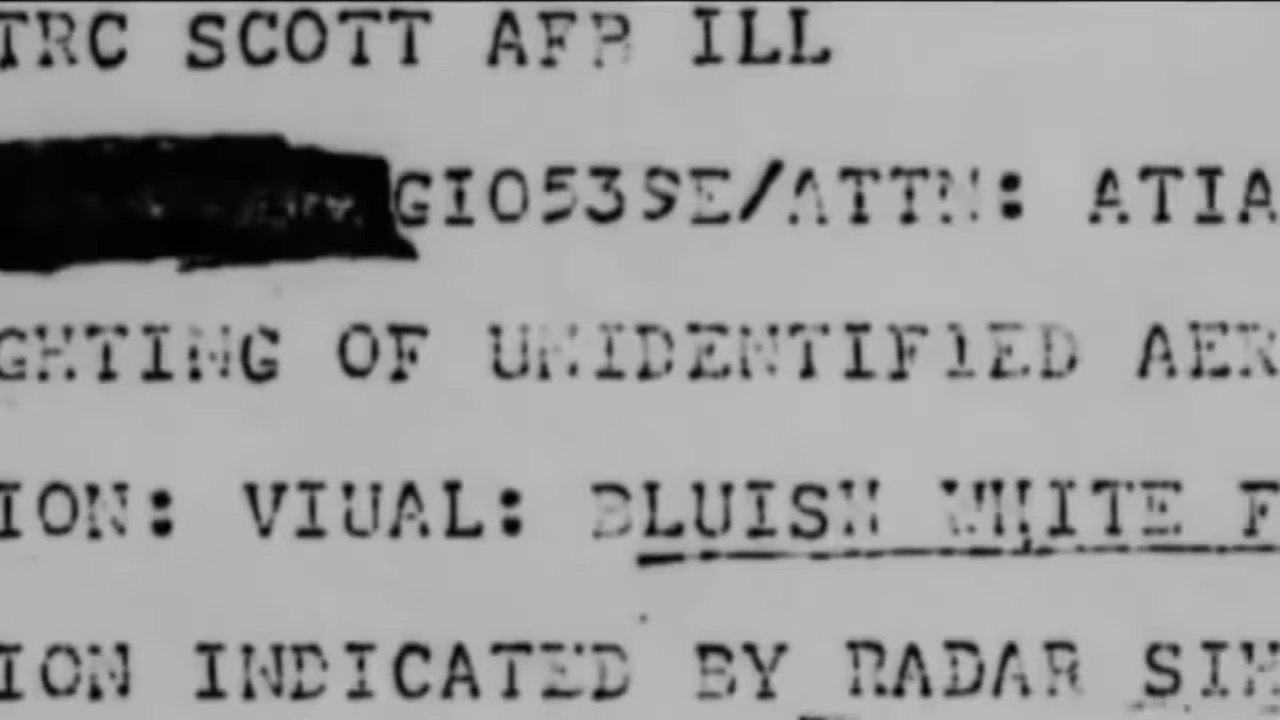 TRC SCOTT AFB ILL
GIO53SE/ATTN: ATIA
GHTING OF UNIDENTIFIED AER
ION: VIUAL: BLUISH WHITE F
ION INDICATED BY RADAR SIM